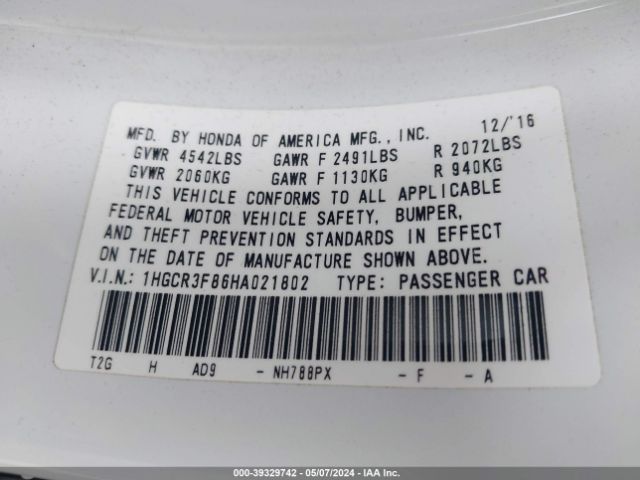 MFD. BY HONDA OF AMERICA MFG., INC. 12/'16
GVWR 4542LBS GAWR F 2491LBS R 2072LBS
GVWR 2060KG GAWR F 1130KG R 940KG
THIS VEHICLE CONFORMS TO ALL APPLICABLE
FEDERAL MOTOR VEHICLE SAFETY, BUMPER,
AND THEFT PREVENTION STANDARDS IN EFFECT
ON THE DATE OF MANUFACTURE SHOWN ABOVE.
V.I.N.: 1HGCR3F86HA021802 TYPE: PASSENGER CAR
T2G H AD9 - NH788PX - F - A
000-39329742 - 05/07/2024 - IAA Inc.